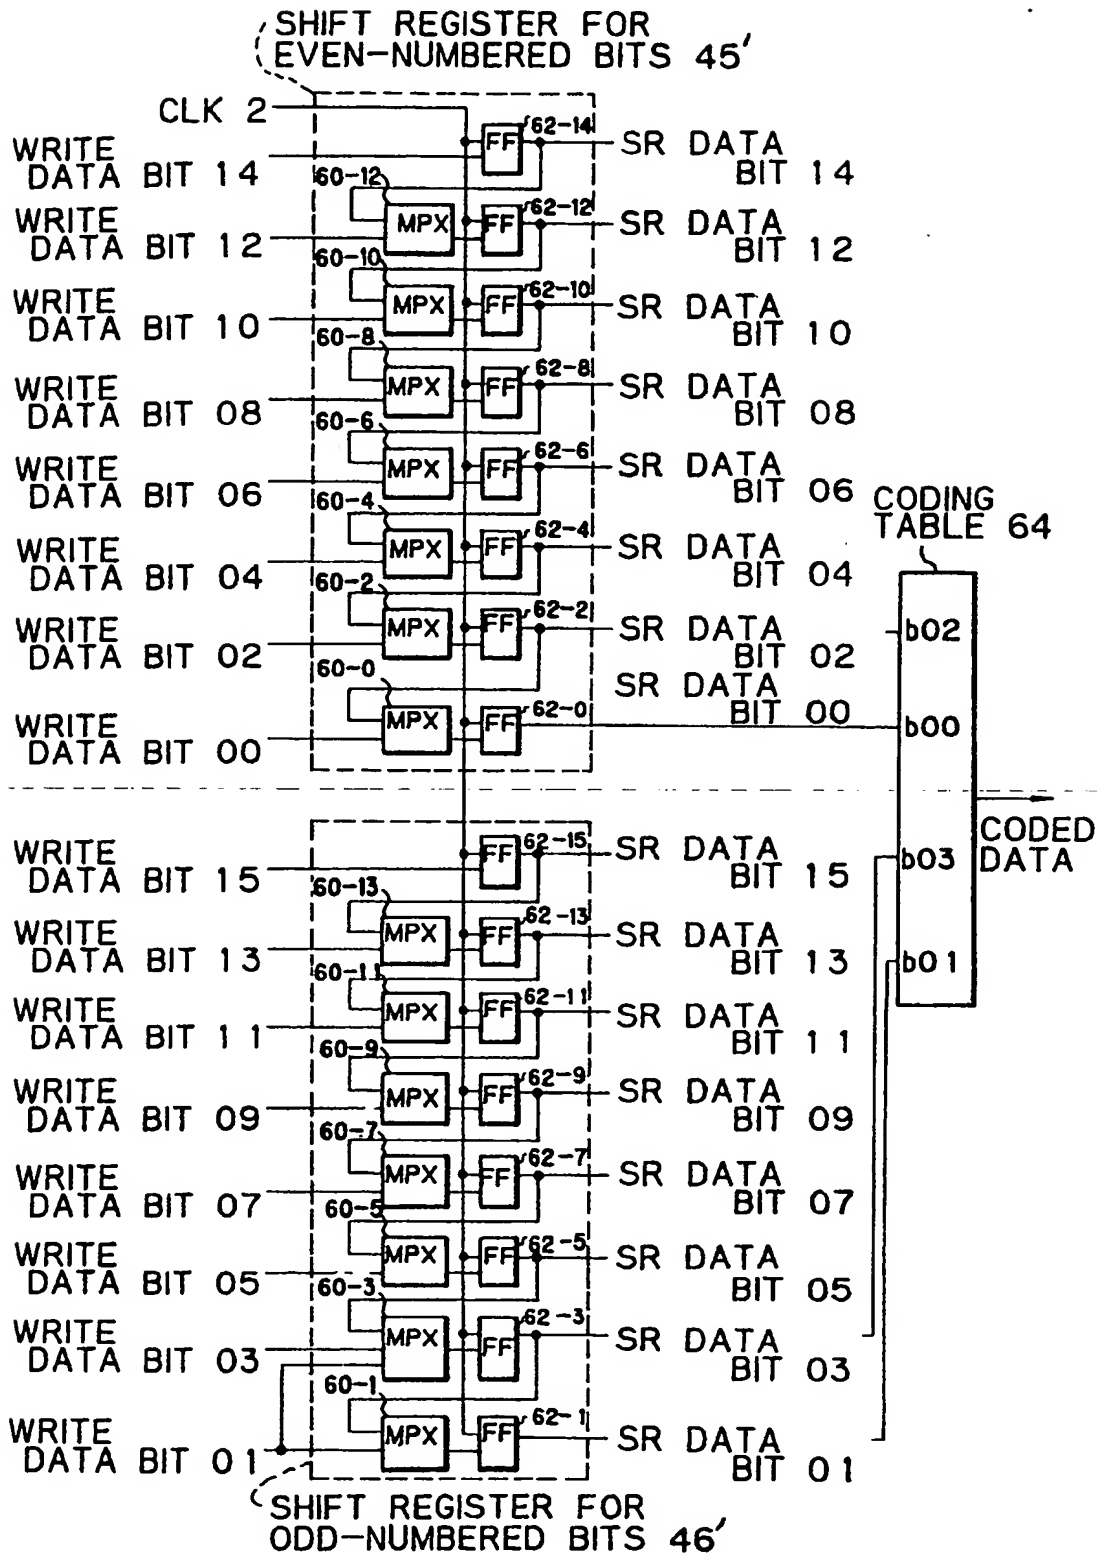 SHIFT REGISTER FOR
EVEN-NUMBERED BITS 45'
CLK 2
WRITE
DATA BIT 14
FF
62-14
SR DATA
BIT 14
60-12
WRITE
DATA BIT 12
MPX
FF
62-12
SR DATA
BIT 12
60-10
WRITE
DATA BIT 10
MPX
FF
62-10
SR DATA
BIT 10
60-8
WRITE
DATA BIT 08
MPX
FF
62-8
SR DATA
BIT 08
60-6
WRITE
DATA BIT 06
MPX
FF
62-6
SR DATA
BIT 06
60-4
WRITE
DATA BIT 04
MPX
FF
62-4
SR DATA
BIT 04
60-2
WRITE
DATA BIT 02
MPX
FF
62-2
SR DATA
BIT 02
60-0
WRITE
DATA BIT 00
MPX
FF
62-0
SR DATA
BIT 00
CODING
TABLE 64
b02
b00
b03
b01
CODED
DATA
WRITE
DATA BIT 15
FF
62-15
SR DATA
BIT 15
60-13
WRITE
DATA BIT 13
MPX
FF
62-13
SR DATA
BIT 13
60-11
WRITE
DATA BIT 11
MPX
FF
62-11
SR DATA
BIT 11
60-9
WRITE
DATA BIT 09
MPX
FF
62-9
SR DATA
BIT 09
60-7
WRITE
DATA BIT 07
MPX
FF
62-7
SR DATA
BIT 07
60-5
WRITE
DATA BIT 05
MPX
FF
62-5
SR DATA
BIT 05
60-3
WRITE
DATA BIT 03
MPX
FF
62-3
SR DATA
BIT 03
60-1
WRITE
DATA BIT 01
MPX
FF
62-1
SR DATA
BIT 01
SHIFT REGISTER FOR
ODD-NUMBERED BITS 46'